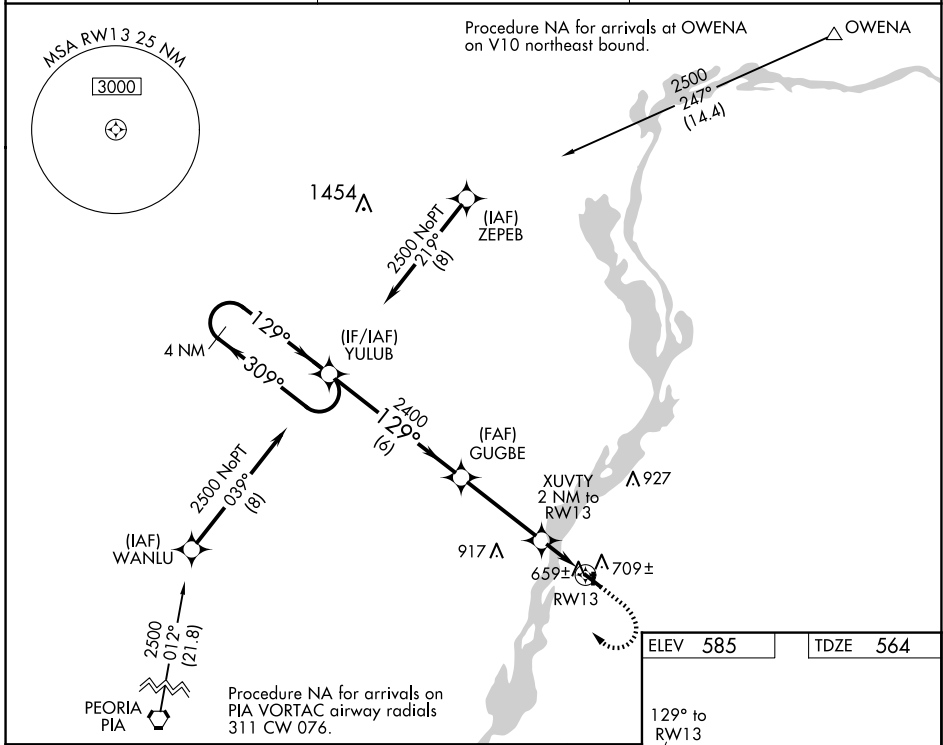 MSA RW13 25 NM
3000
Procedure NA for arrivals at OWENA
on V10 northeast bound.
OWENA
2500
247°
(14.4)
1454
(IAF)
ZEPEB
2500 NoPT
219°
(8)
(IF/IAF)
YULUB
129°
4 NM
309°
2400
129°
(6)
(FAF)
GUGBE
XUVTY
2 NM to
RW13
927
2500 NoPT
039°
(8)
(IAF)
WANLU
917
659±
709±
RW13
2500
012°
(21.8)
PEORIA
PIA
Procedure NA for arrivals on
PIA VORTAC airway radials
311 CW 076.
ELEV 585
TDZE 564
129° to
RW13